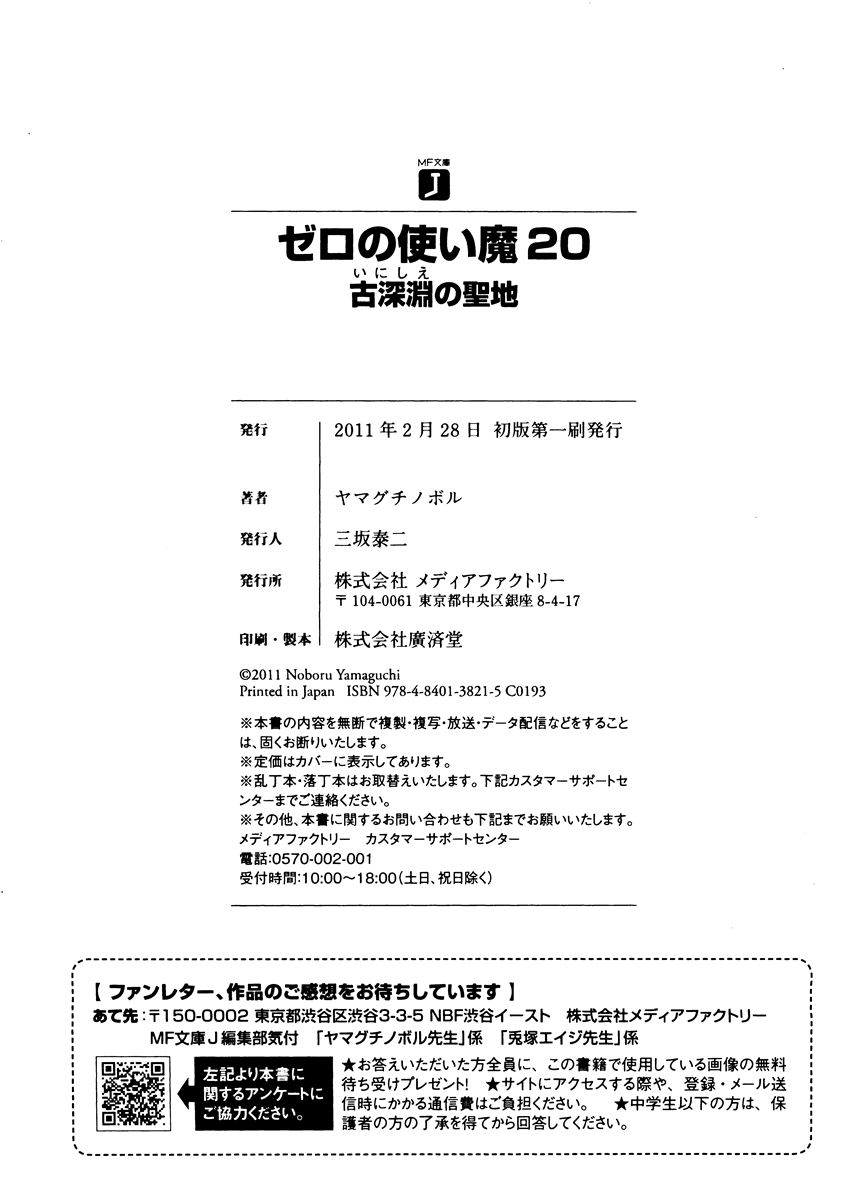 MF文庫
J
ゼロの使い魔20
いにしえ
古深淵の聖地
発行 2011年2月28日 初版第一刷発行
著者 ヤマグチノボル
発行人 三坂泰二
発行所 株式会社 メディアファクトリー
〒104-0061 東京都中央区銀座8-4-17
印刷・製本 株式会社廣済堂
©2011 Noboru Yamaguchi
Printed in Japan ISBN 978-4-8401-3821-5 C0193
※本書の内容を無断で複製・複写・放送・データ配信などをすること
は、固くお断りいたします。
※定価はカバーに表示してあります。
※乱丁本・落丁本はお取替えいたします。下記カスタマーサポートセ
ンターまでご連絡ください。
※その他、本書に関するお問い合わせも下記までお願いいたします。
メディアファクトリー カスタマーサポートセンター
電話:0570-002-001
受付時間:10:00〜18:00(土日、祝日除く)
【 ファンレター、作品のご感想をお待ちしています 】
あて先:〒150-0002 東京都渋谷区渋谷3-3-5 NBF渋谷イースト 株式会社メディアファクトリー
MF文庫J編集部気付 「ヤマグチノボル先生」係 「兎塚エイジ先生」係
左記より本書に
関するアンケートに
ご協力ください。
★お答えいただいた方全員に、この書籍で使用している画像の無料
待ち受けプレゼント! ★サイトにアクセスする際や、登録・メール送
信時にかかる通信費はご負担ください。 ★中学生以下の方は、保
護者の方の了承を得てから回答してください。